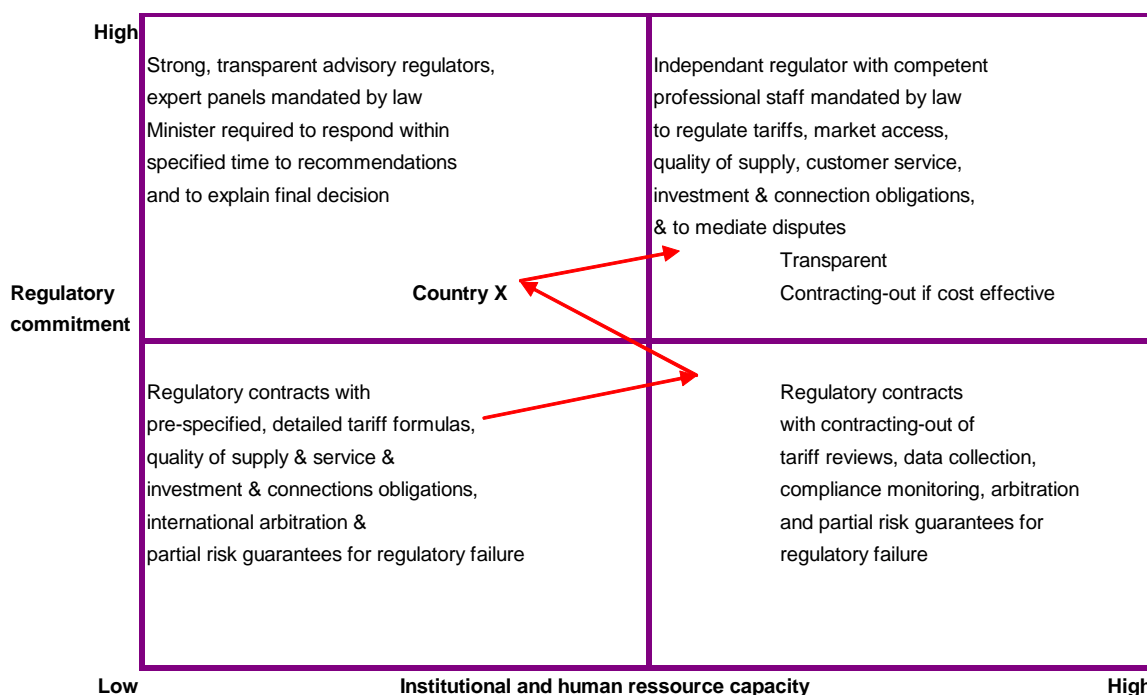 High
Strong, transparent advisory regulators,
expert panels mandated by law
Minister required to respond within
specified time to recommendations
and to explain final decision
Independant regulator with competent
professional staff mandated by law
to regulate tariffs, market access,
quality of supply, customer service,
investment & connection obligations,
& to mediate disputes
Transparent
Contracting-out if cost effective
Regulatory
commitment
Country X
Regulatory contracts with
pre-specified, detailed tariff formulas,
quality of supply & service &
investment & connections obligations,
international arbitration &
partial risk guarantees for regulatory failure
Regulatory contracts
with contracting-out of
tariff reviews, data collection,
compliance monitoring, arbitration
and partial risk guarantees for
regulatory failure
Low
Institutional and human ressource capacity
High